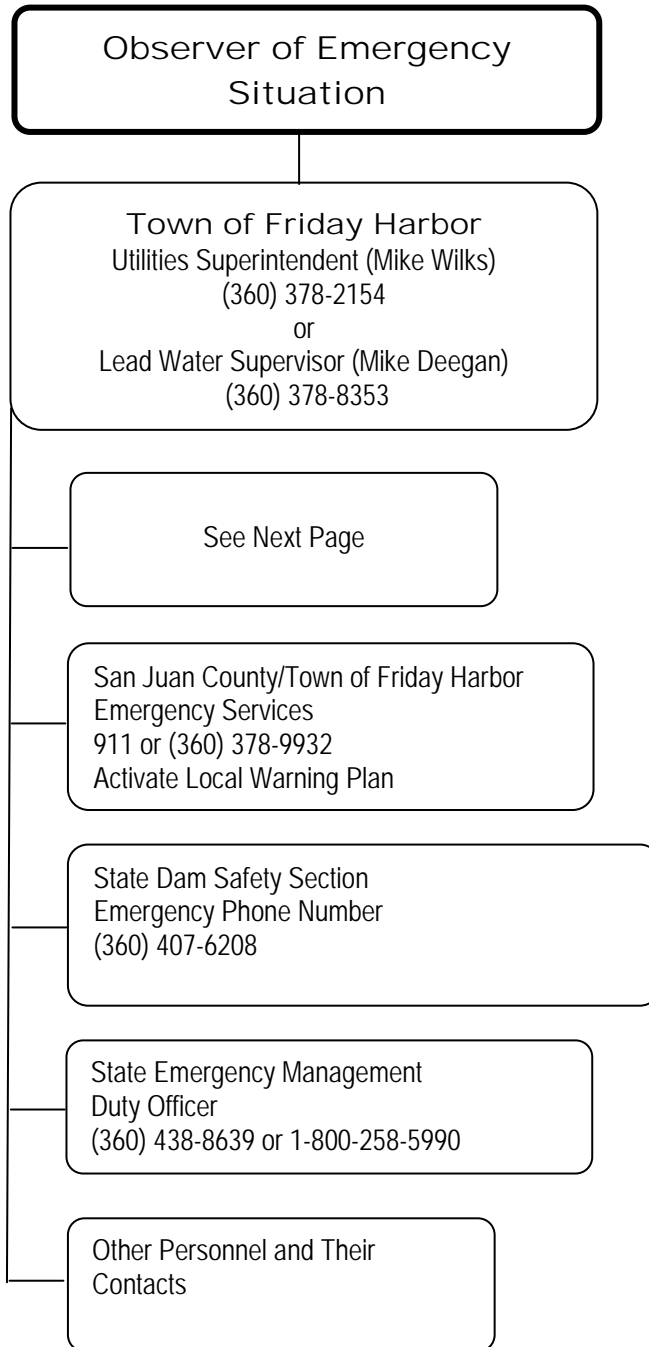 Observer of Emergency
Situation
Town of Friday Harbor
Utilities Superintendent (Mike Wilks)
(360) 378-2154
or
Lead Water Supervisor (Mike Deegan)
(360) 378-8353
See Next Page
San Juan County/Town of Friday Harbor
Emergency Services
911 or (360) 378-9932
Activate Local Warning Plan
State Dam Safety Section
Emergency Phone Number
(360) 407-6208
State Emergency Management
Duty Officer
(360) 438-8639 or 1-800-258-5990
Other Personnel and Their
Contacts